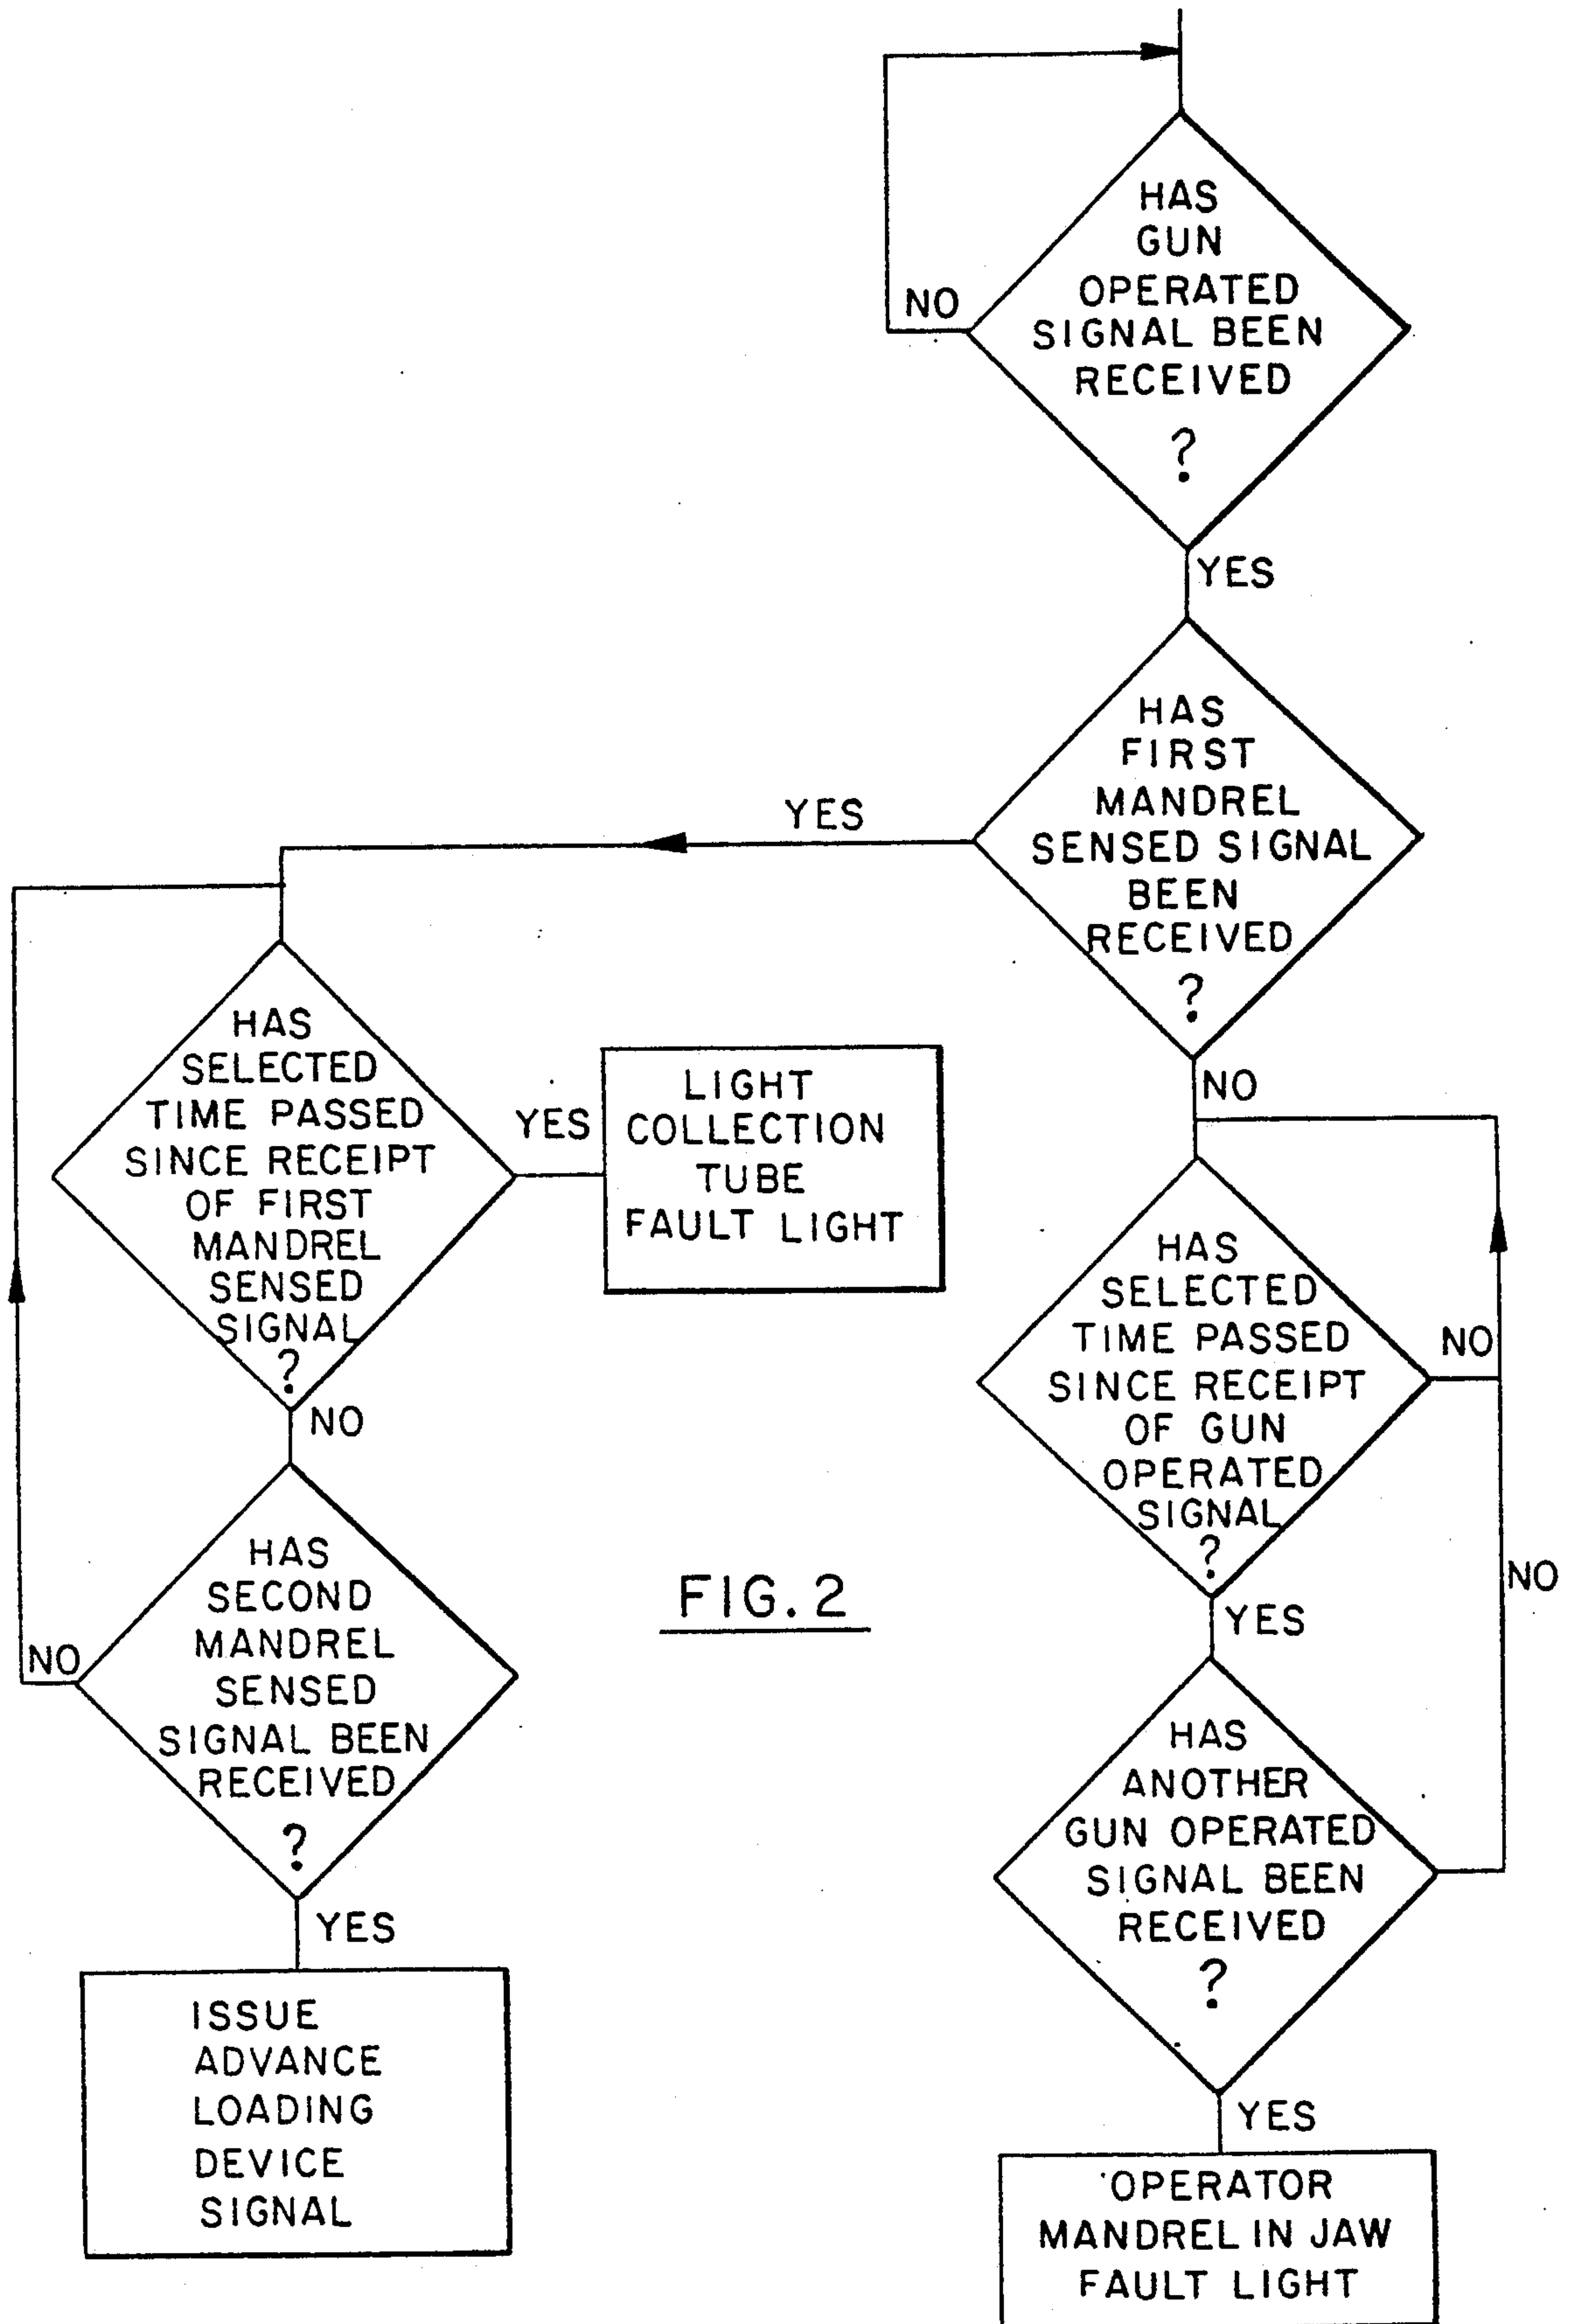 HAS
GUN
OPERATED
SIGNAL BEEN
RECEIVED
?
NO
YES
HAS
FIRST
MANDREL
SENSED SIGNAL
BEEN
RECEIVED
?
YES
NO
HAS
SELECTED
TIME PASSED
SINCE RECEIPT
OF FIRST
MANDREL
SENSED
SIGNAL
?
YES
LIGHT
COLLECTION
TUBE
FAULT LIGHT
NO
HAS
SECOND
MANDREL
SENSED
SIGNAL BEEN
RECEIVED
?
NO
YES
ISSUE
ADVANCE
LOADING
DEVICE
SIGNAL
HAS
SELECTED
TIME PASSED
SINCE RECEIPT
OF GUN
OPERATED
SIGNAL
?
NO
YES
HAS
ANOTHER
GUN OPERATED
SIGNAL BEEN
RECEIVED
?
NO
YES
OPERATOR
MANDREL IN JAW
FAULT LIGHT
FIG. 2